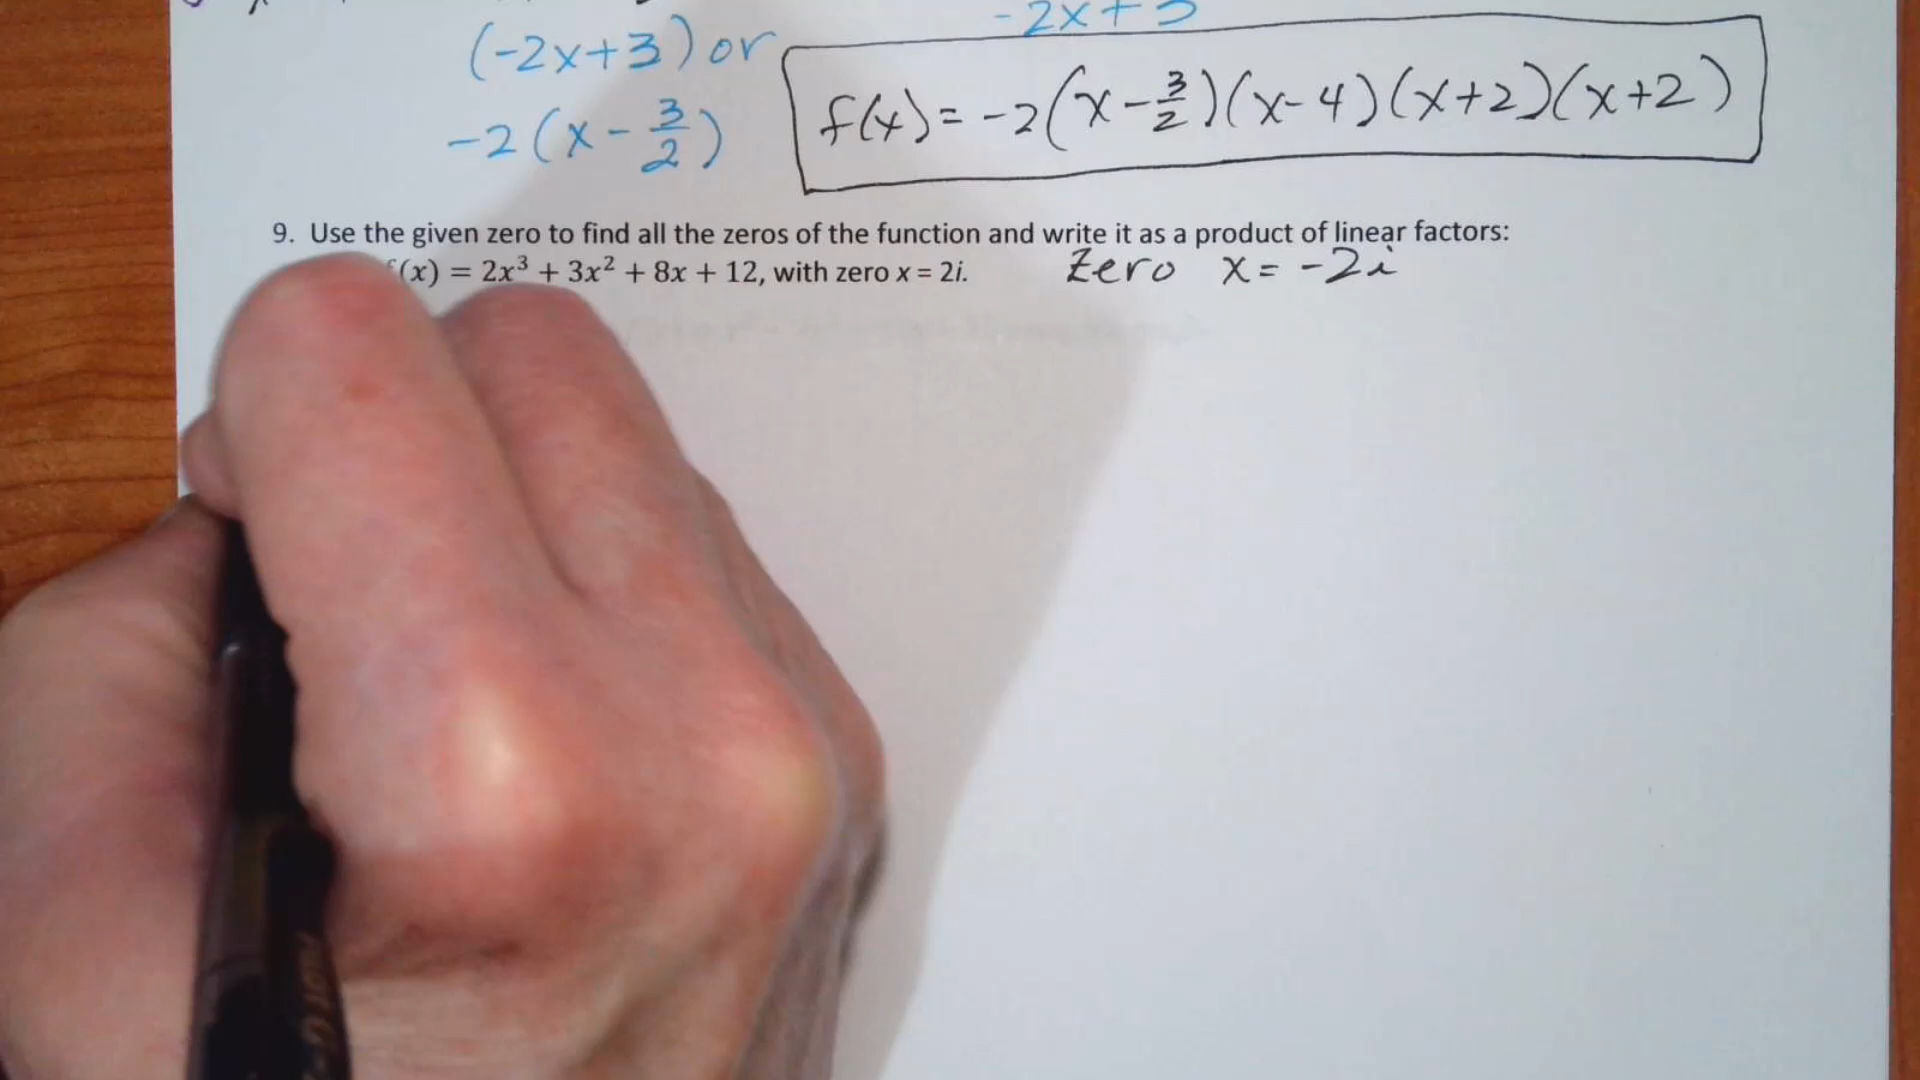 -2x+3
(-2x+3) or
-2(x-3/2)
f(x)= -2(x-3/2)(x-4)(x+2)(x+2)
9. Use the given zero to find all the zeros of the function and write it as a product of linear factors:
(x) = 2x³ + 3x² + 8x + 12, with zero x = 2i. Zero x= -2i